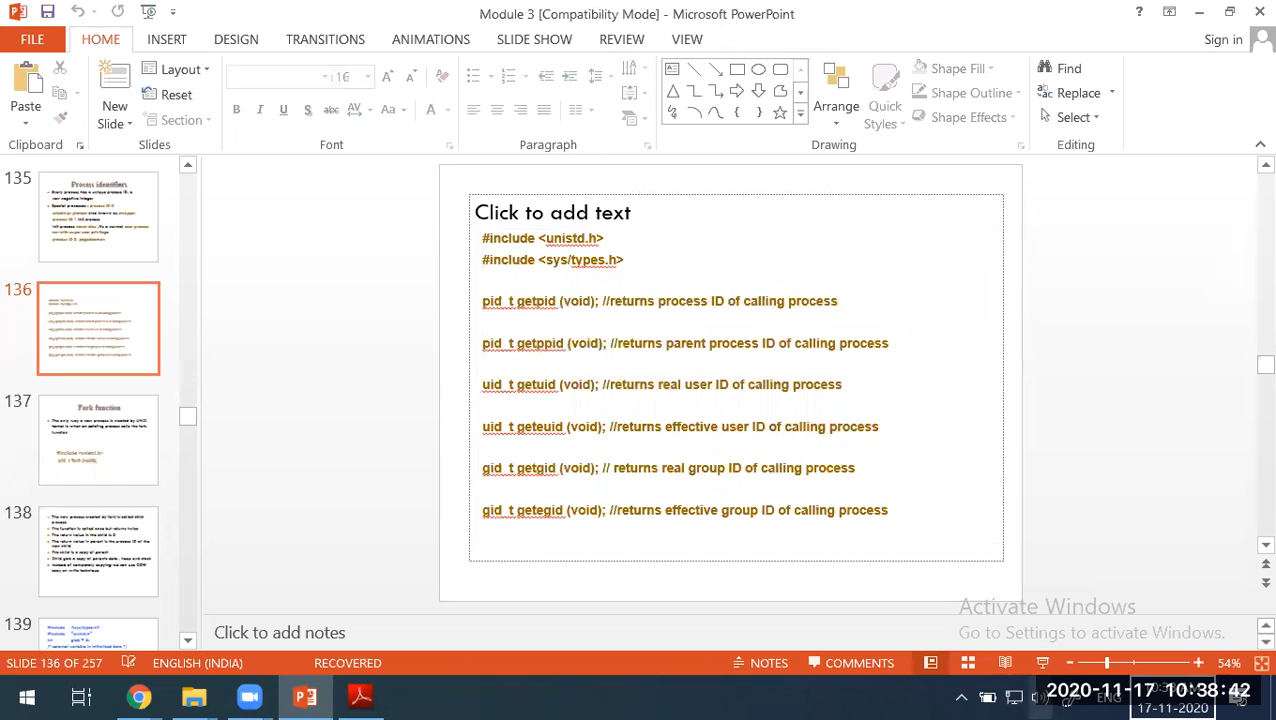 Module 3 [Compatibility Mode] - Microsoft PowerPoint
?
FILE HOME INSERT DESIGN TRANSITIONS ANIMATIONS SLIDE SHOW REVIEW VIEW Sign in
Paste
New
Slide
Layout
Reset
Section
16
Arrange
Quick
Styles
Shape Fill
Shape Outline
Shape Effects
Find
Replace
Select
Clipboard Slides Font Paragraph Drawing Editing
135
Process identifiers
136
137
Fork function
138
139
Click to add text
#include <unistd.h>
#include <sys/types.h>
pid_t getpid (void); //returns process ID of calling process
pid_t getppid (void); //returns parent process ID of calling process
uid_t getuid (void); //returns real user ID of calling process
uid_t geteuid (void); //returns effective user ID of calling process
gid_t getgid (void); // returns real group ID of calling process
gid_t getegid (void); //returns effective group ID of calling process
Activate Windows
Go to Settings to activate Windows.
Click to add notes
SLIDE 136 OF 257 ENGLISH (INDIA) RECOVERED NOTES COMMENTS 54%
ENG
2020-11-17 10:38:42
17-11-2020